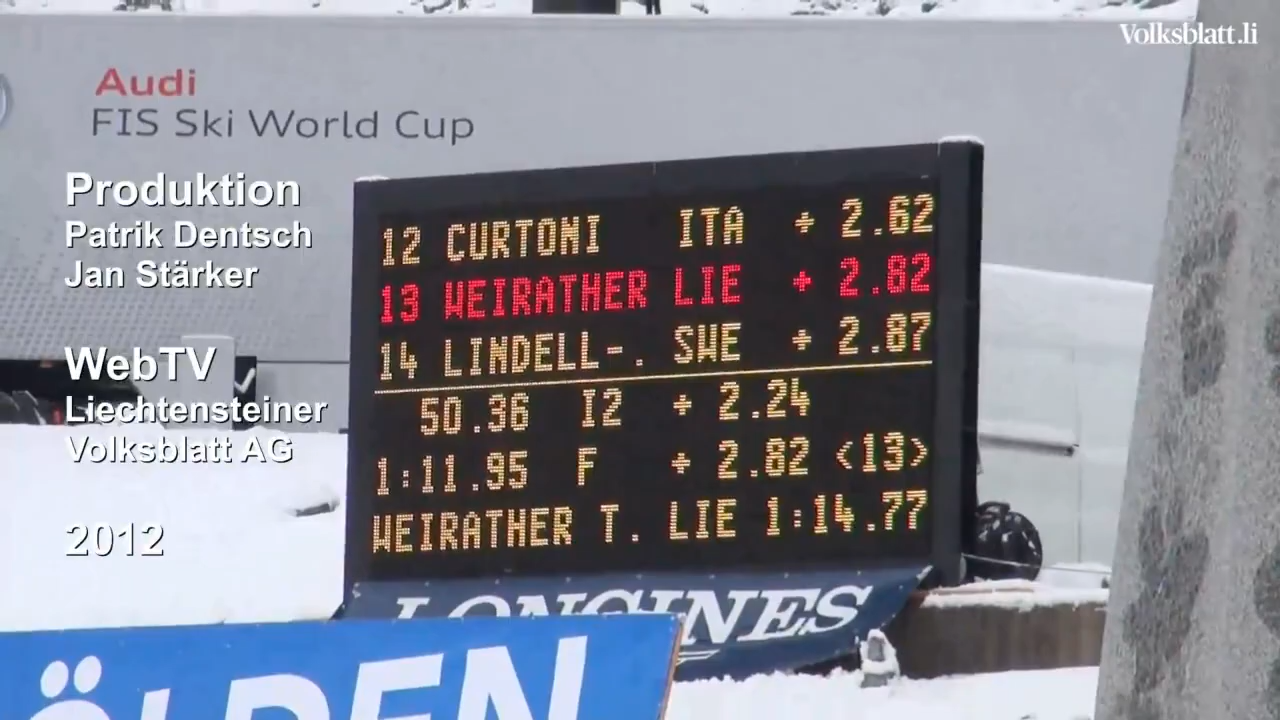 Volksblatt.li
Audi
FIS Ski World Cup
Produktion
Patrik Dentsch
Jan Stärker
WebTV
Liechtensteiner
Volksblatt AG
2012
12 CURTONI ITA + 2.62
13 WEIRATHER LIE + 2.82
14 LINDELL-. SWE + 2.87
50.36 I2 + 2.24
1:11.95 F + 2.82 <13>
WEIRATHER T. LIE 1:14.77
LONGINES
ÖLDEN